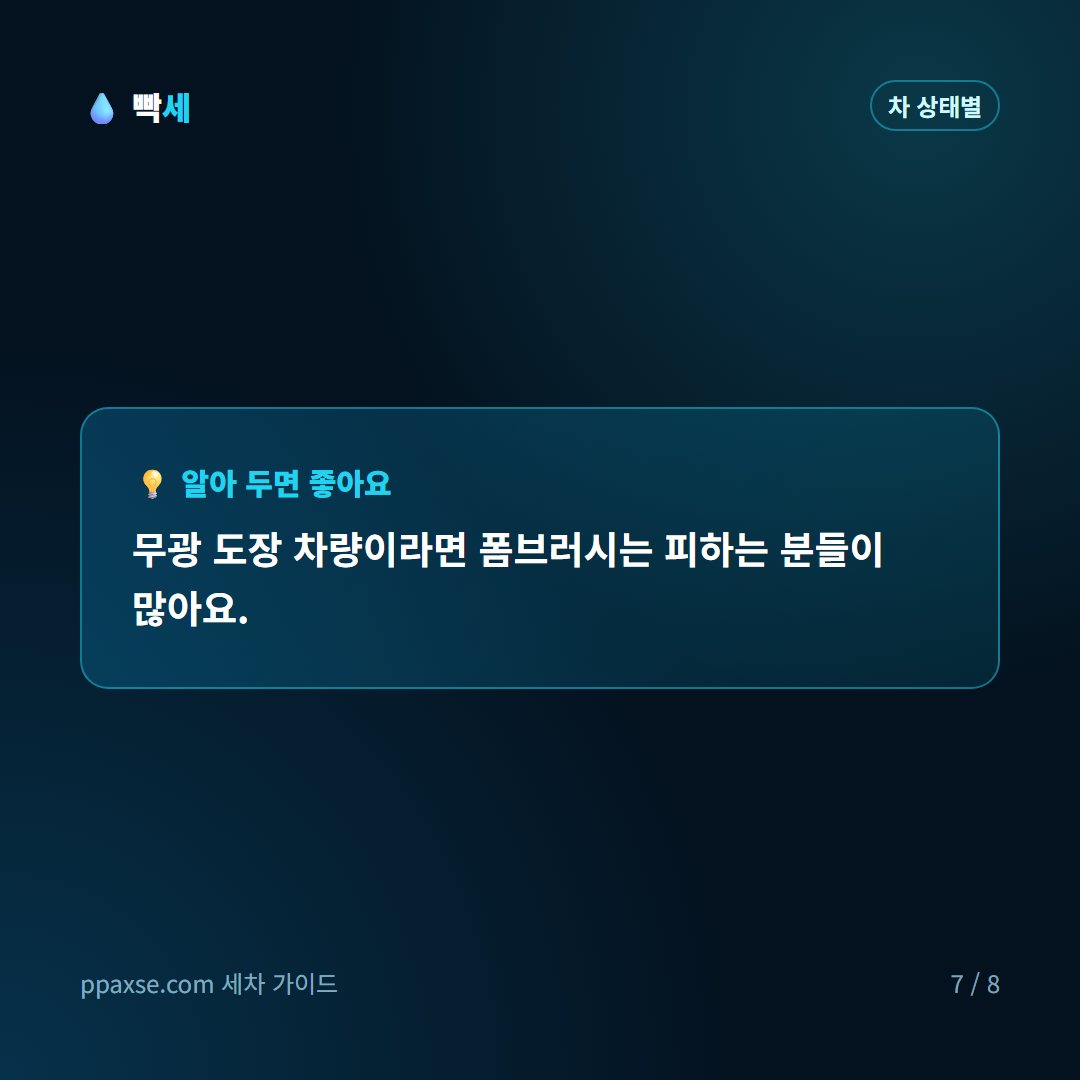 💧 빡세
차 상태별
💡 알아 두면 좋아요
무광 도장 차량이라면 폼브러시는 피하는 분들이
많아요.
ppaxse.com 세차 가이드
7 / 8